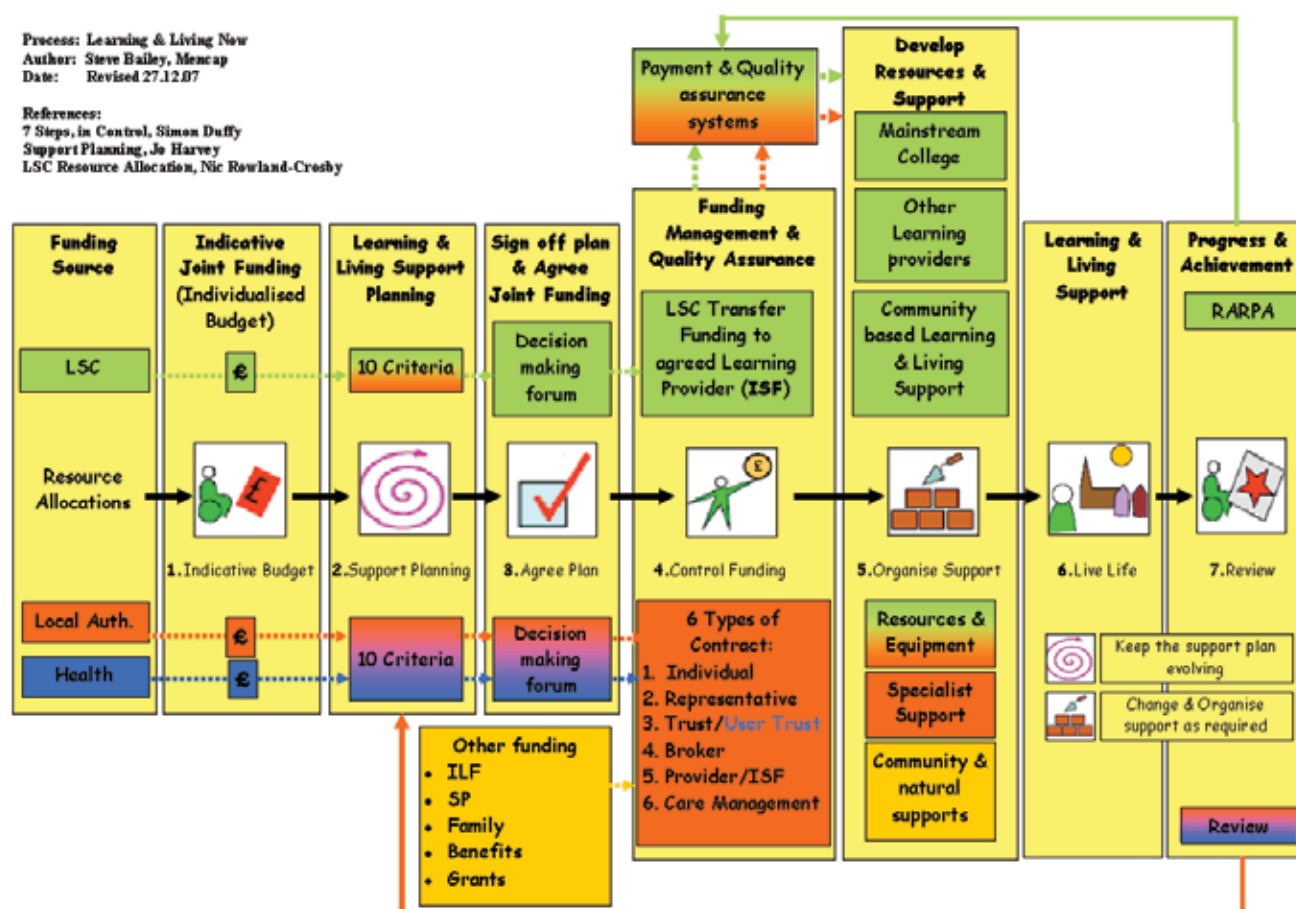 Process: Learning & Living Now
Author: Steve Bailey, Mencap
Date: Revised 27.12.07
References:
7 Steps, in Control, Simon Duffy
Support Planning, Jo Harvey
LSC Resource Allocation, Nic Rowland-Crosby
Payment & Quality
assurance
systems
Funding
Source
LSC
Resource
Allocations
Local Auth.
Health
Indicative
Joint Funding
(Individualised
Budget)
£
£
1.Indicative Budget
£
£
Learning &
Living Support
Planning
10 Criteria
2.Support Planning
10 Criteria
Sign off plan
& Agree
Joint Funding
Decision
making
forum
3.Agree Plan
Decision
making
forum
Other funding
• ILF
• SP
• Family
• Benefits
• Grants
Funding
Management &
Quality Assurance
LSC Transfer
Funding to
agreed Learning
Provider (ISF)
£
4.Control Funding
6 Types of
Contract:
1. Individual
2. Representative
3. Trust/User Trust
4. Broker
5. Provider/ISF
6. Care Management
Develop
Resources &
Support
Mainstream
College
Other
Learning
providers
Community
based Learning
& Living
Support
5.Organise Support
Resources &
Equipment
Specialist
Support
Community &
natural
supports
Learning &
Living
Support
6.Live Life
Progress &
Achievement
RARPA
7.Review
Keep the support plan
evolving
Change & Organise
support as required
Review